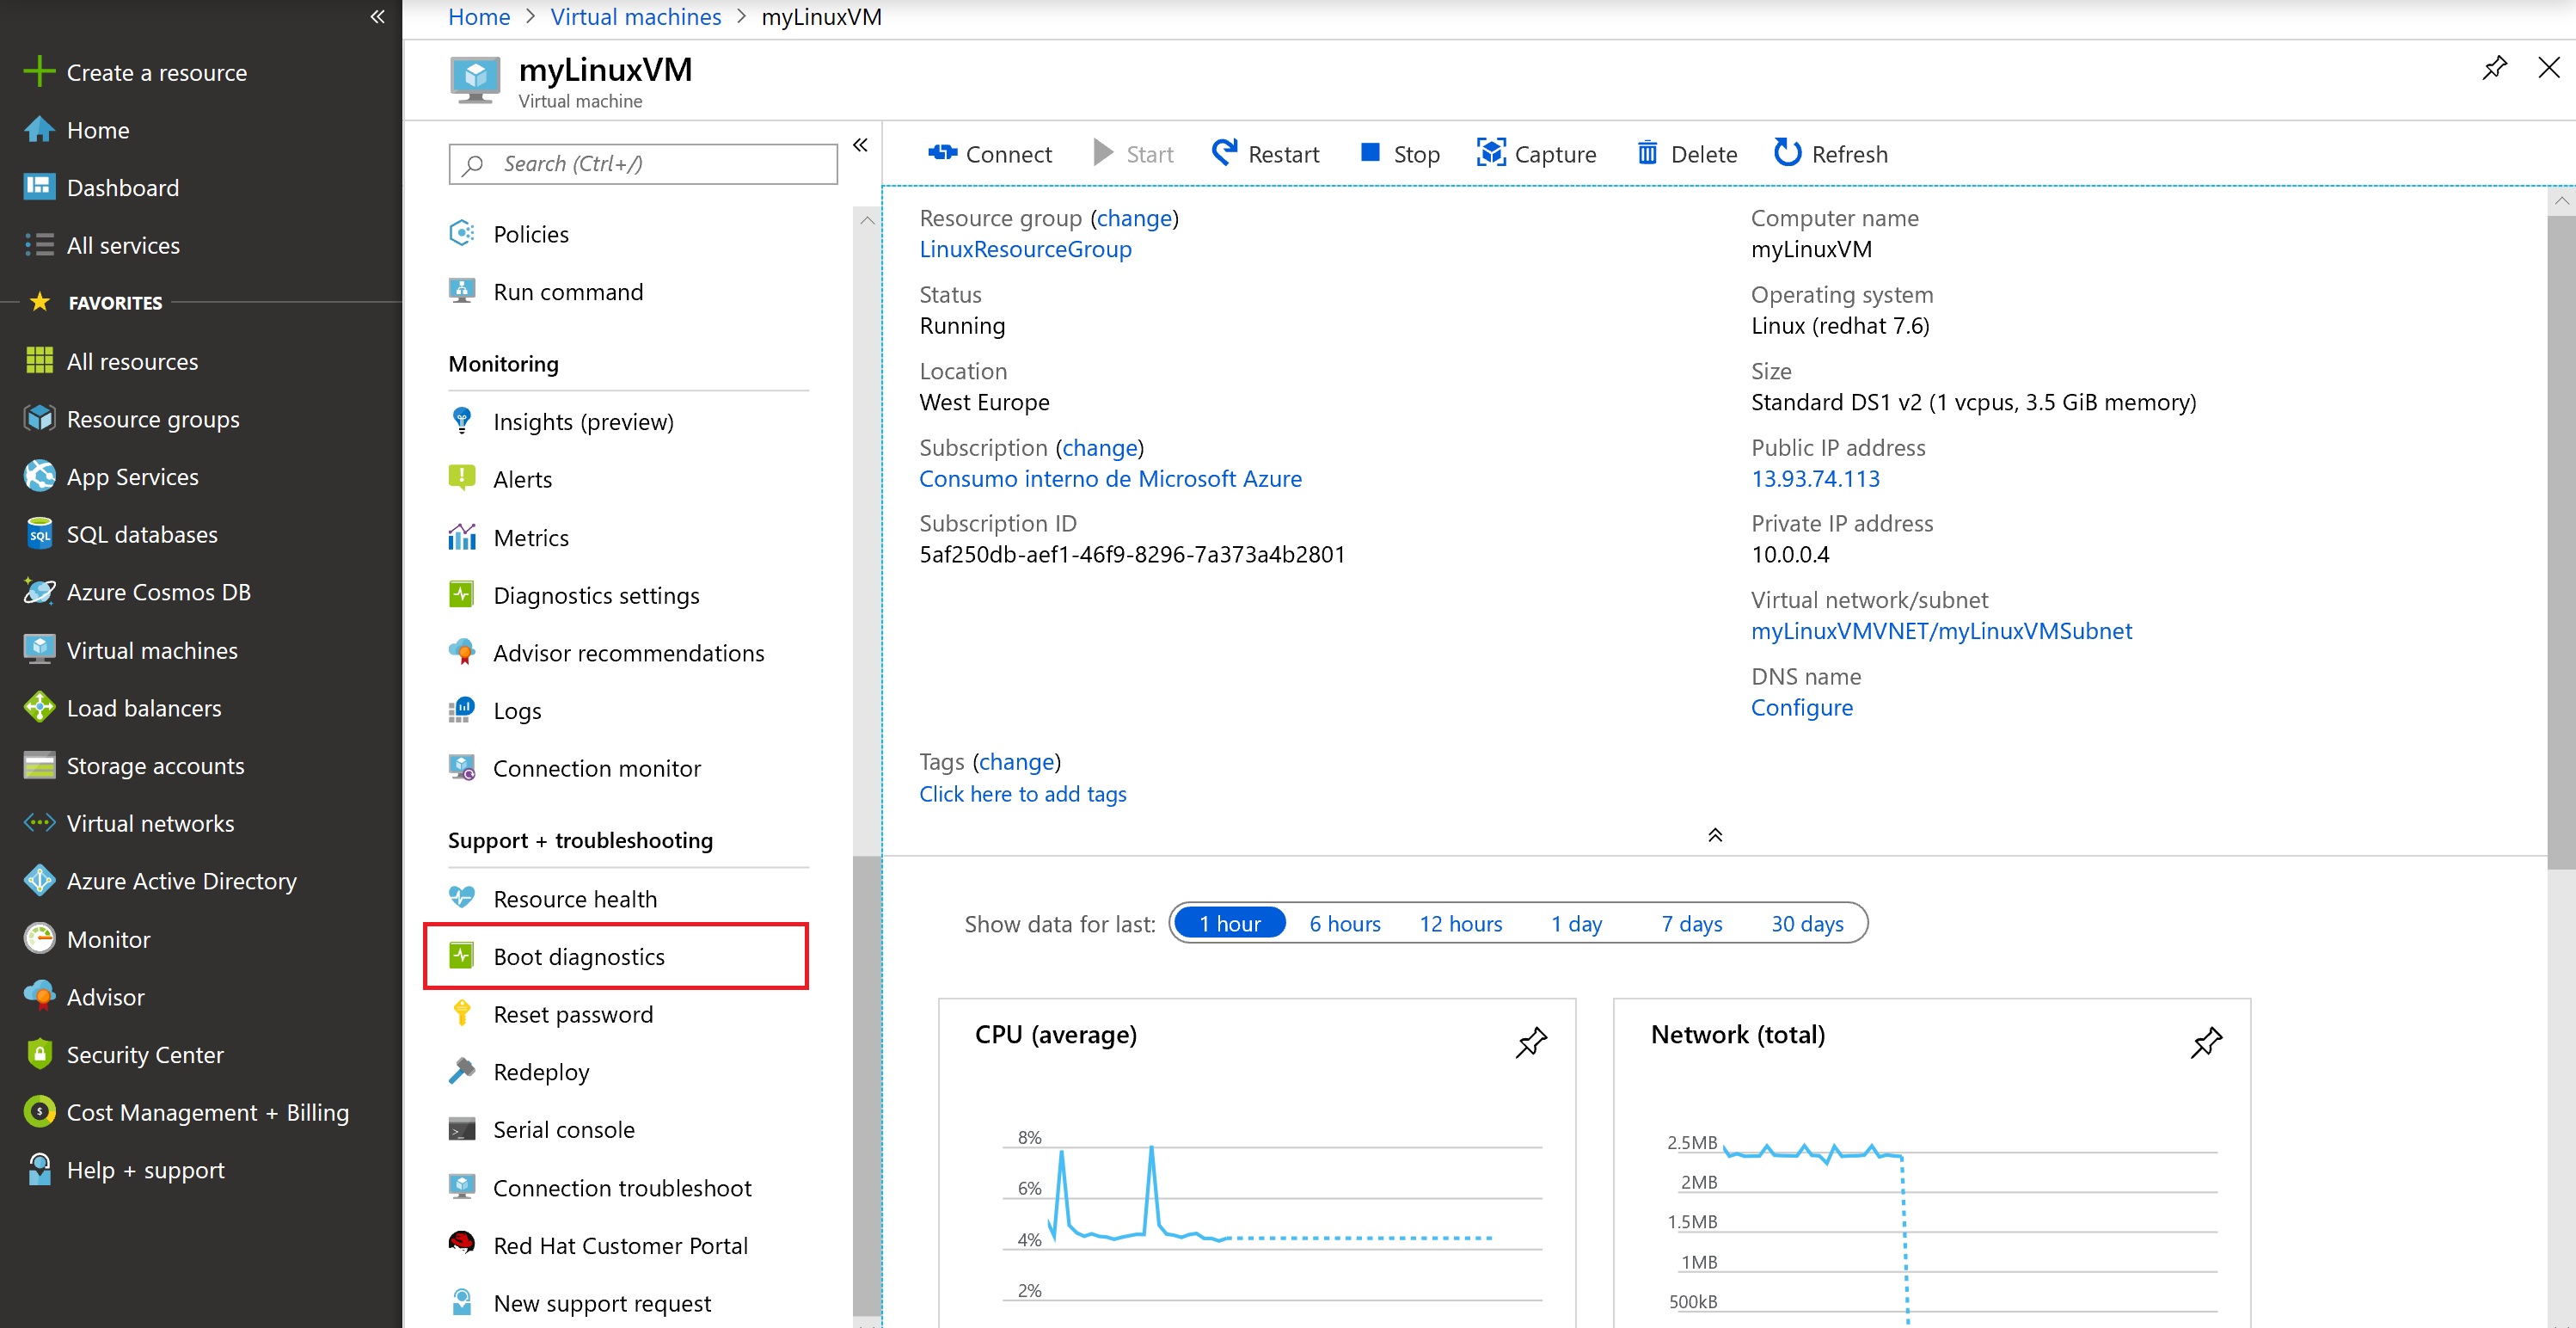 Home > Virtual machines > myLinuxVM
Create a resource
Home
Dashboard
All services
FAVORITES
All resources
Resource groups
App Services
SQL
SQL databases
Azure Cosmos DB
Virtual machines
Load balancers
Storage accounts
Virtual networks
Azure Active Directory
Monitor
Advisor
Security Center
Cost Management + Billing
Help + support
myLinuxVM
Virtual machine
Search (Ctrl+/)
Policies
Run command
Monitoring
Insights (preview)
Alerts
Metrics
Diagnostics settings
Advisor recommendations
Logs
Connection monitor
Support + troubleshooting
Resource health
Boot diagnostics
Reset password
Redeploy
Serial console
Connection troubleshoot
Red Hat Customer Portal
New support request
Connect Start Restart Stop Capture Delete Refresh
Resource group (change)
LinuxResourceGroup
Status
Running
Location
West Europe
Subscription (change)
Consumo interno de Microsoft Azure
Subscription ID
5af250db-aef1-46f9-8296-7a373a4b2801
Computer name
myLinuxVM
Operating system
Linux (redhat 7.6)
Size
Standard DS1 v2 (1 vcpus, 3.5 GiB memory)
Public IP address
13.93.74.113
Private IP address
10.0.0.4
Virtual network/subnet
myLinuxVMVNET/myLinuxVMSubnet
DNS name
Configure
Tags (change)
Click here to add tags
Show data for last: 1 hour 6 hours 12 hours 1 day 7 days 30 days
CPU (average)
8%
6%
4%
2%
Network (total)
2.5MB
2MB
1.5MB
1MB
500kB